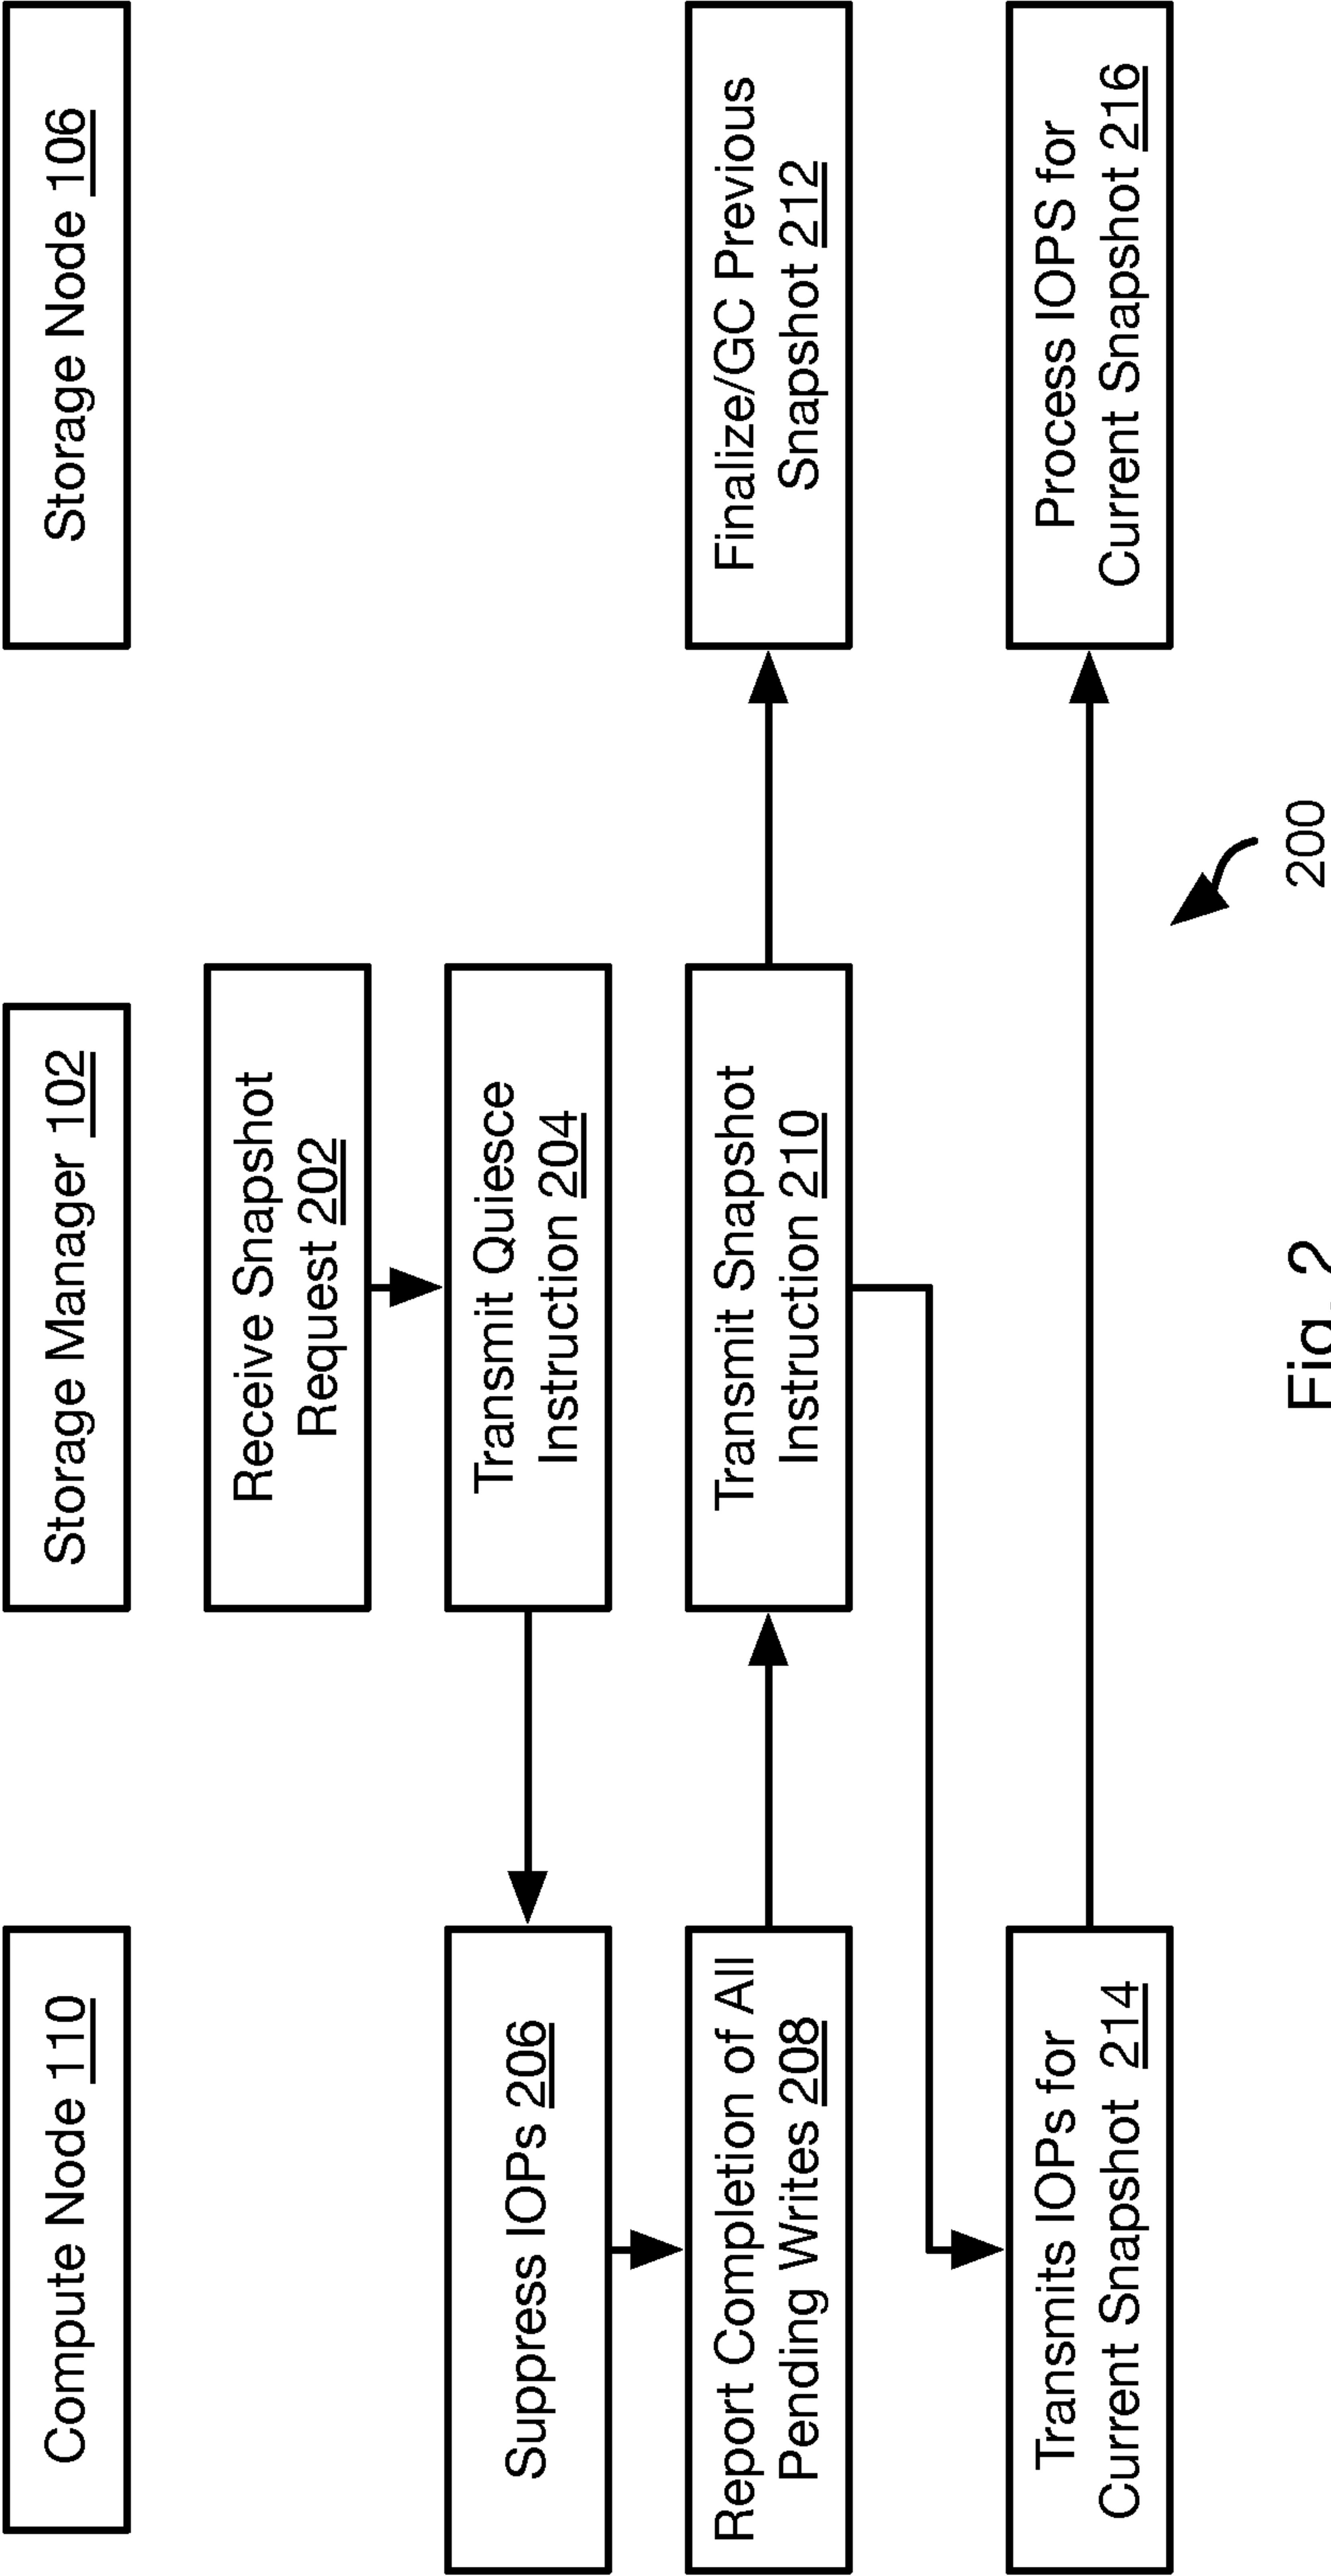 Compute Node 110
Storage Manager 102
Storage Node 106
Receive Snapshot
Request 202
Suppress IOPs 206
Transmit Quiesce
Instruction 204
Report Completion of All
Pending Writes 208
Transmit Snapshot
Instruction 210
Finalize/GC Previous
Snapshot 212
Transmits IOPs for
Current Snapshot 214
Process IOPS for
Current Snapshot 216
200
Fig. 2